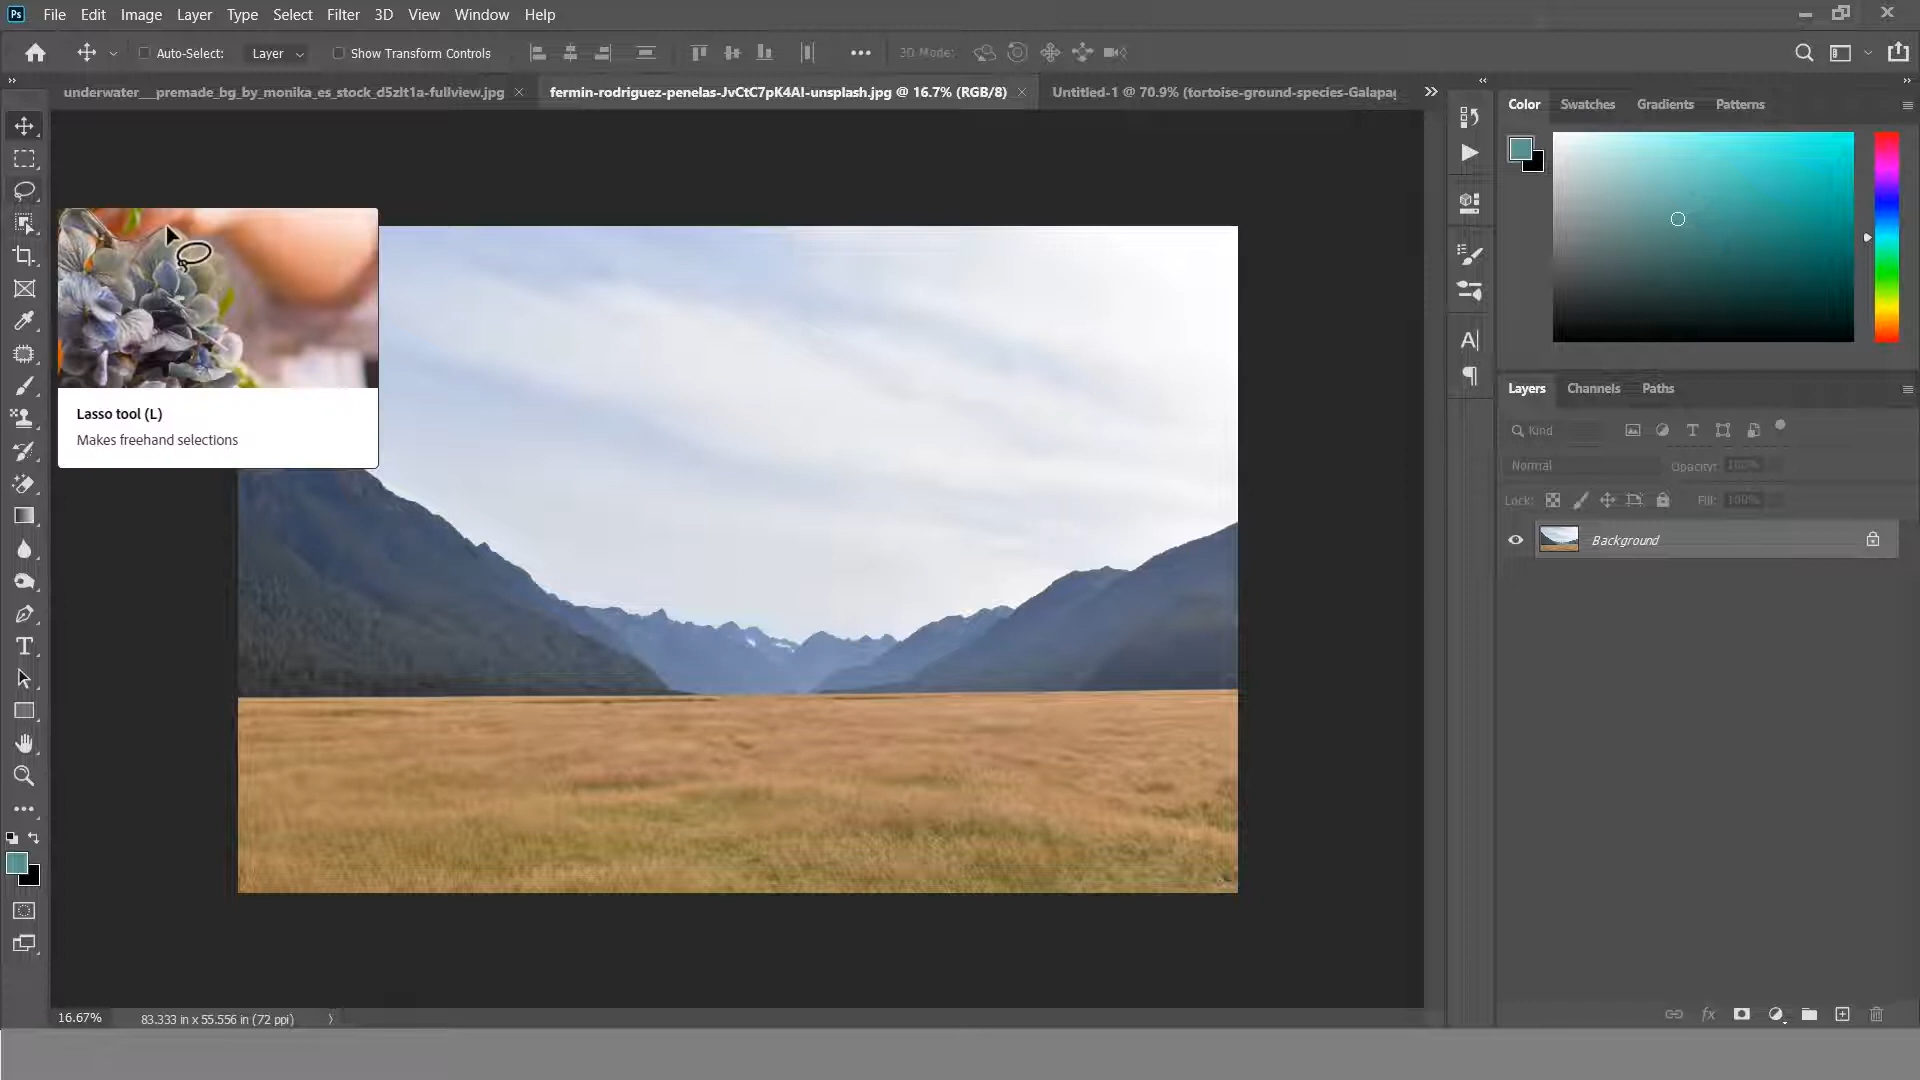 Ps File Edit Image Layer Type Select Filter 3D View Window Help
Auto-Select: Layer Show Transform Controls 3D Mode:
underwater__premade_bg_by_monika_es_stock_d5zlt1a-fullview.jpg × fermin-rodriguez-penelas-JvCtC7pK4AI-unsplash.jpg @ 16.7% (RGB/8) × Untitled-1 @ 70.9% (tortoise-ground-species-Galapag
Color Swatches Gradients Patterns
Layers Channels Paths
Kind
Normal Opacity: 100%
Lock: Fill: 100%
Background
Lasso tool (L)
Makes freehand selections
16.67% 83.333 in x 55.556 in (72 ppi)